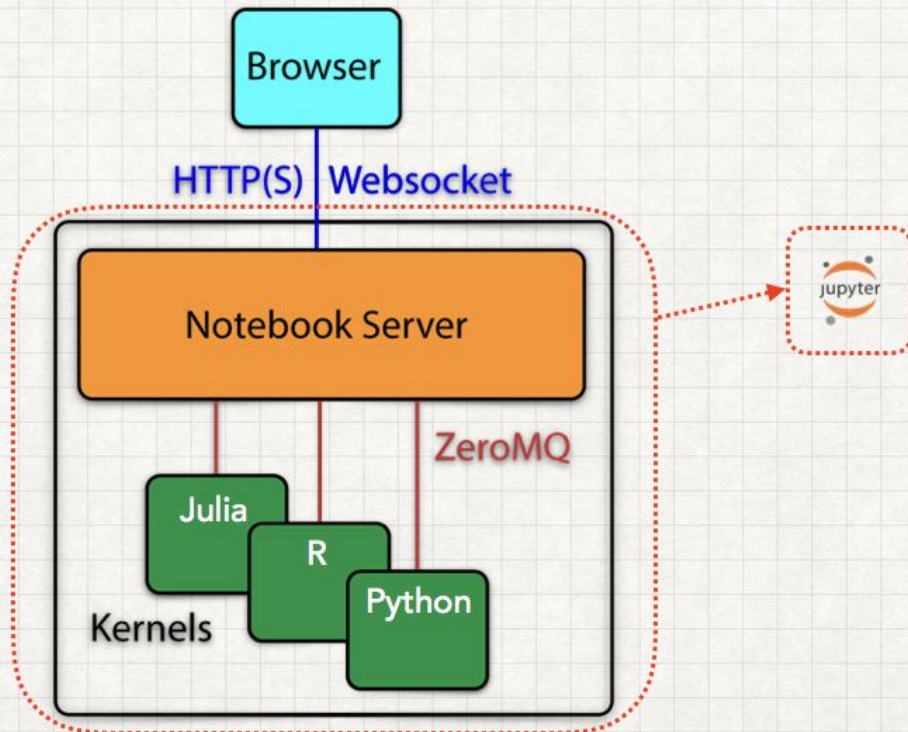 Browser
HTTP(S) Websocket
Notebook Server
jupyter
ZeroMQ
Julia
R
Python
Kernels